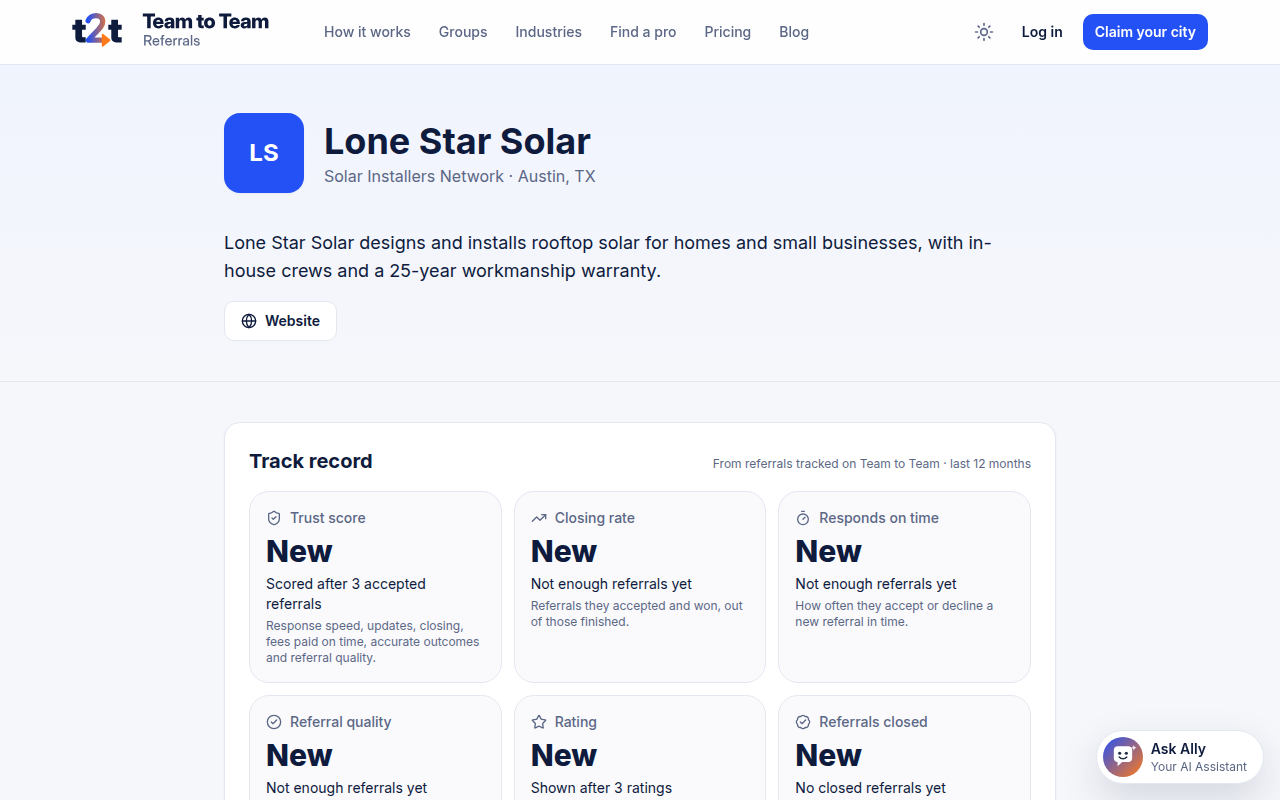 t2t
Team to Team
Referrals
How it works
Groups
Industries
Find a pro
Pricing
Blog
Log in
Claim your city
LS
Lone Star Solar
Solar Installers Network · Austin, TX
Lone Star Solar designs and installs rooftop solar for homes and small businesses, with in-
house crews and a 25-year workmanship warranty.
Website
Track record
From referrals tracked on Team to Team · last 12 months
Trust score
New
Scored after 3 accepted
referrals
Response speed, updates, closing,
fees paid on time, accurate outcomes
and referral quality.
Closing rate
New
Not enough referrals yet
Referrals they accepted and won, out
of those finished.
Responds on time
New
Not enough referrals yet
How often they accept or decline a
new referral in time.
Referral quality
New
Not enough referrals yet
Rating
New
Shown after 3 ratings
Referrals closed
New
No closed referrals yet
Ask Ally
Your AI Assistant